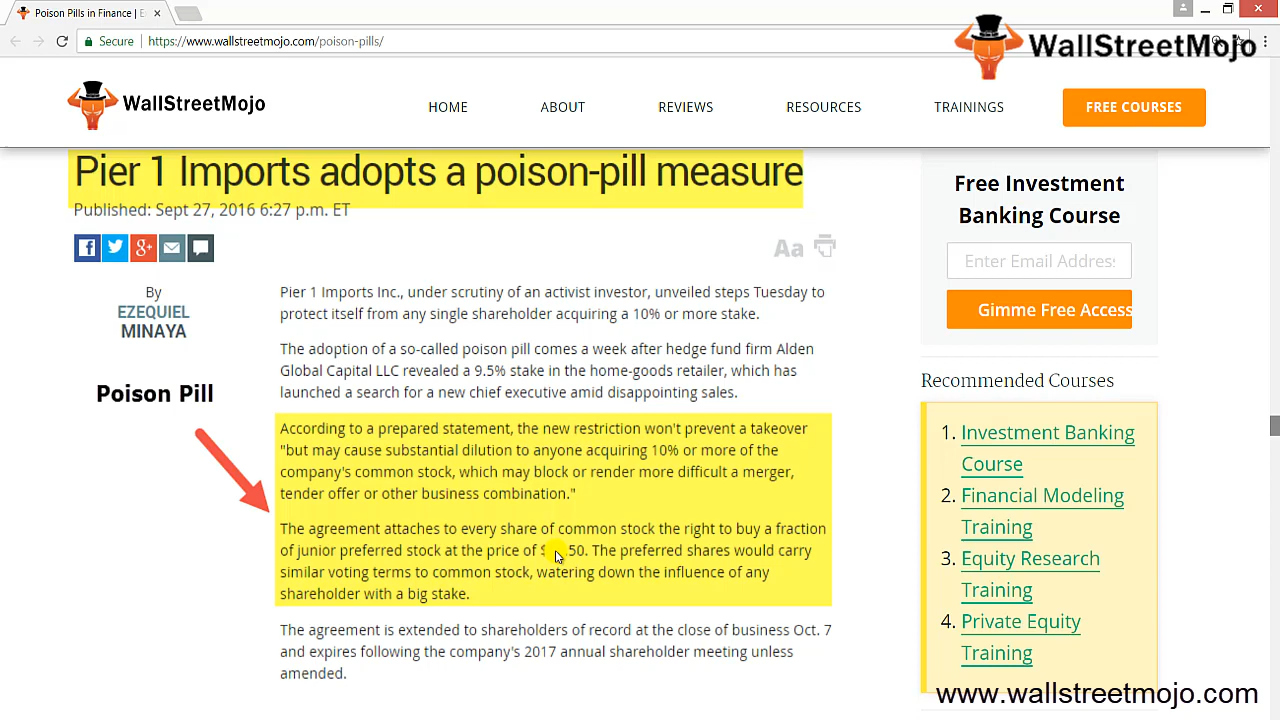 Poison Pills in Finance | E
Secure
https://www.wallstreetmojo.com/poison-pills/
WallStreetMojo
WallStreetMojo
HOME
ABOUT
REVIEWS
RESOURCES
TRAININGS
FREE COURSES
Pier 1 Imports adopts a poison-pill measure
Published: Sept 27, 2016 6:27 p.m. ET
Aa
By
EZEQUIEL
MINAYA
Poison Pill
Pier 1 Imports Inc., under scrutiny of an activist investor, unveiled steps Tuesday to
protect itself from any single shareholder acquiring a 10% or more stake.
The adoption of a so-called poison pill comes a week after hedge fund firm Alden
Global Capital LLC revealed a 9.5% stake in the home-goods retailer, which has
launched a search for a new chief executive amid disappointing sales.
According to a prepared statement, the new restriction won't prevent a takeover
"but may cause substantial dilution to anyone acquiring 10% or more of the
company's common stock, which may block or render more difficult a merger,
tender offer or other business combination."
The agreement attaches to every share of common stock the right to buy a fraction
of junior preferred stock at the price of The preferred shares would carry
similar voting terms to common stock, watering down the influence of any
shareholder with a big stake.
The agreement is extended to shareholders of record at the close of business Oct. 7
and expires following the company's 2017 annual shareholder meeting unless
amended.
Free Investment
Banking Course
Enter Email Address:
Gimme Free Access
Recommended Courses
1. Investment Banking
Course
2. Financial Modeling
Training
3. Equity Research
Training
4. Private Equity
Training
www.wallstreetmojo.com